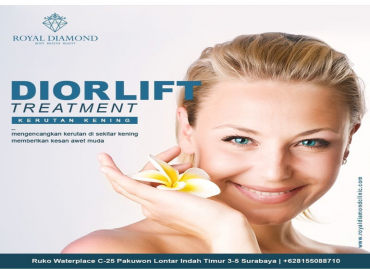 ROYAL DIAMOND
DIORLIFT
TREATMENT
KERUTAN KENING
mengencangkan kerutan di sekitar kening
memberikan kesan awet muda
www.royaldiamondclinic.com
Ruko Waterplace C-25 Pakuwon Lontar Indah Timur 3-5 Surabaya | +628155088710